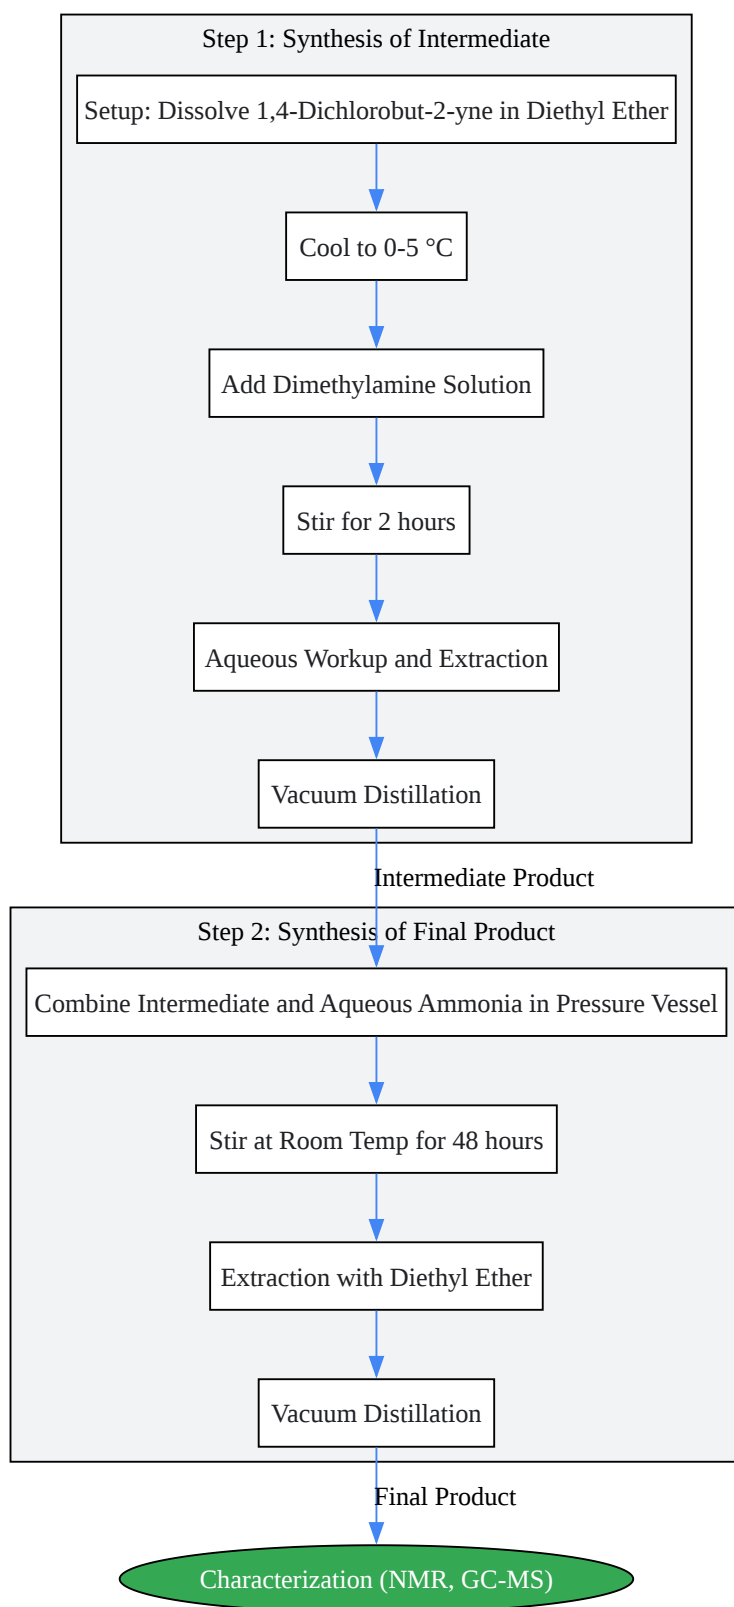 Step 1: Synthesis of Intermediate
Setup: Dissolve 1,4-Dichlorobut-2-yne in Diethyl Ether
Cool to 0-5 °C
Add Dimethylamine Solution
Stir for 2 hours
Aqueous Workup and Extraction
Vacuum Distillation
Intermediate Product
Step 2: Synthesis of Final Product
Combine Intermediate and Aqueous Ammonia in Pressure Vessel
Stir at Room Temp for 48 hours
Extraction with Diethyl Ether
Vacuum Distillation
Final Product
Characterization (NMR, GC-MS)